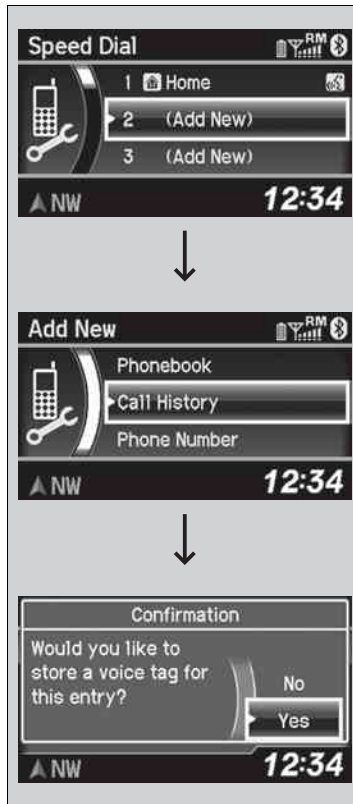 Speed Dial
RM
1 Home
2 (Add New)
3 (Add New)
NW 12:34
Add New
RM
Phonebook
Call History
Phone Number
NW 12:34
Confirmation
Would you like to
store a voice tag for
this entry?
No
Yes
NW 12:34